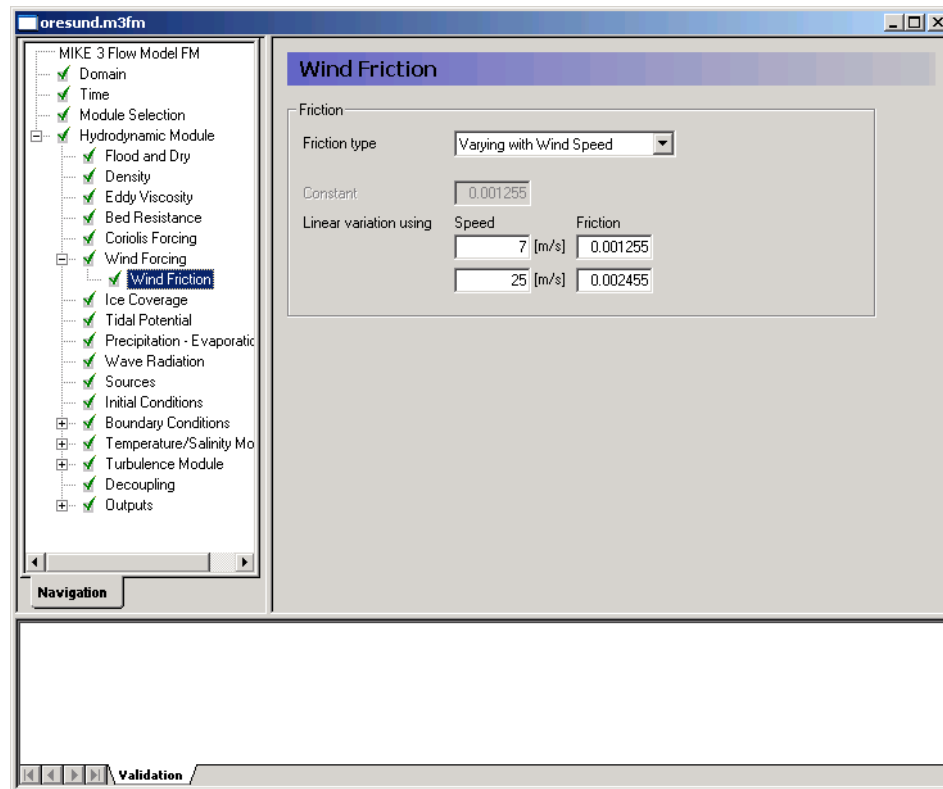 oresund.m3fm
MIKE 3 Flow Model FM
Domain
Time
Module Selection
Hydrodynamic Module
Flood and Dry
Density
Eddy Viscosity
Bed Resistance
Coriolis Forcing
Wind Forcing
Wind Friction
Ice Coverage
Tidal Potential
Precipitation - Evaporatic
Wave Radiation
Sources
Initial Conditions
Boundary Conditions
Temperature/Salinity Mo
Turbulence Module
Decoupling
Outputs
Navigation
Wind Friction
Friction
Friction type Varying with Wind Speed
Constant 0.001255
Linear variation using Speed Friction
7 [m/s] 0.001255
25 [m/s] 0.002455
Validation